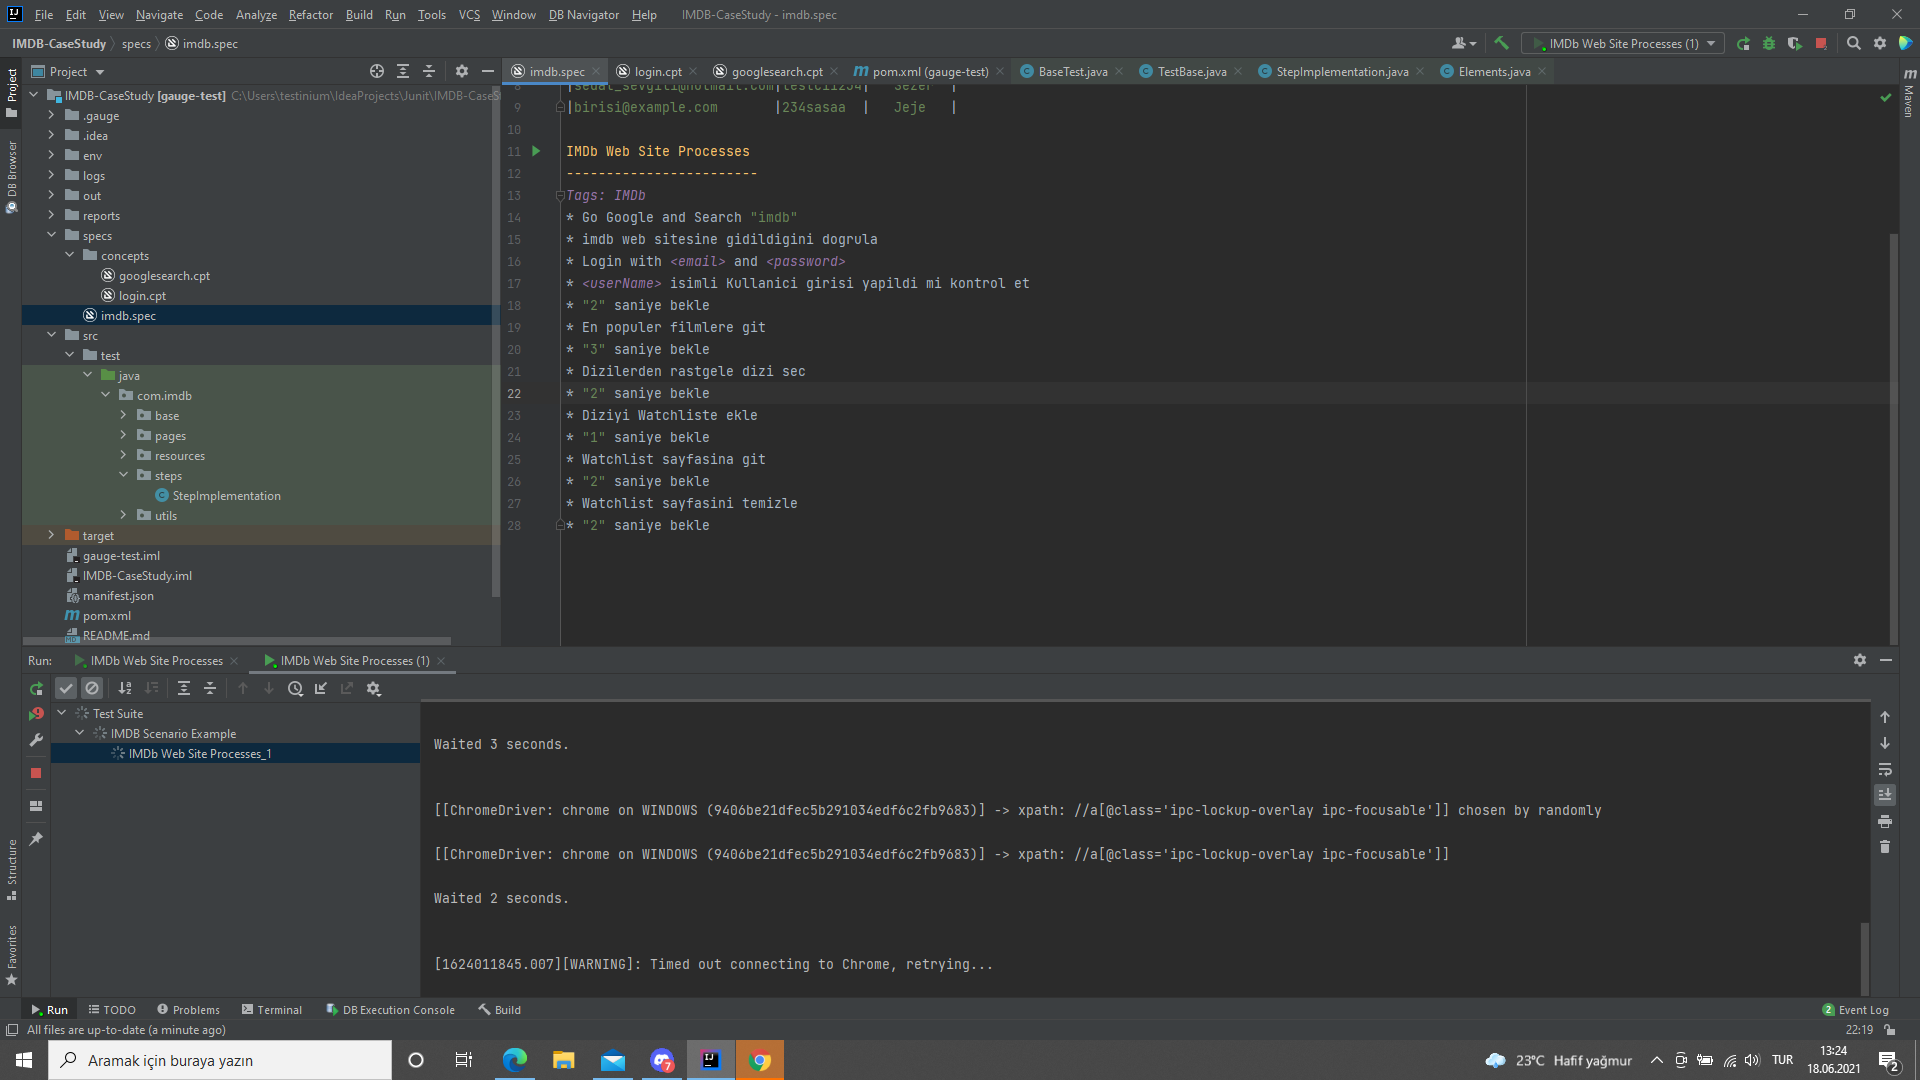 File Edit View Navigate Code Analyze Refactor Build Run Tools VCS Window DB Navigator Help IMDB-CaseStudy - imdb.spec
IMDB-CaseStudy specs imdb.spec
IMDb Web Site Processes (1)
Project
imdb.spec login.cpt googlesearch.cpt pom.xml (gauge-test) BaseTest.java TestBase.java StepImplementation.java Elements.java
Project
DB Browser
Structure
Favorites
Maven
IMDB-CaseStudy [gauge-test] C:\Users\testinium\IdeaProjects\Junit\IMDB-CaseS
.gauge
.idea
env
logs
out
reports
specs
concepts
googlesearch.cpt
login.cpt
imdb.spec
src
test
java
com.imdb
base
pages
resources
steps
StepImplementation
utils
target
gauge-test.iml
IMDB-CaseStudy.iml
manifest.json
pom.xml
README.md
8 |sedat_sevgili@hotmail.com|testc11234| Sezer |
9 |birisi@example.com |234sasaa | Jeje |
10
11 IMDb Web Site Processes
12 ------------------------
13 Tags: IMDb
14 * Go Google and Search "imdb"
15 * imdb web sitesine gidildigini dogrula
16 * Login with <email> and <password>
17 * <userName> isimli Kullanici girisi yapildi mi kontrol et
18 * "2" saniye bekle
19 * En populer filmlere git
20 * "3" saniye bekle
21 * Dizilerden rastgele dizi sec
22 * "2" saniye bekle
23 * Diziyi Watchliste ekle
24 * "1" saniye bekle
25 * Watchlist sayfasina git
26 * "2" saniye bekle
27 * Watchlist sayfasini temizle
28 * "2" saniye bekle
Run: IMDb Web Site Processes IMDb Web Site Processes (1)
Test Suite
IMDB Scenario Example
IMDb Web Site Processes_1
Waited 3 seconds.
[[ChromeDriver: chrome on WINDOWS (9406be21dfec5b291034edf6c2fb9683)] -> xpath: //a[@class='ipc-lockup-overlay ipc-focusable']] chosen by randomly
[[ChromeDriver: chrome on WINDOWS (9406be21dfec5b291034edf6c2fb9683)] -> xpath: //a[@class='ipc-lockup-overlay ipc-focusable']]
Waited 2 seconds.
[1624011845.007][WARNING]: Timed out connecting to Chrome, retrying...
Run TODO Problems Terminal DB Execution Console Build 2 Event Log
All files are up-to-date (a minute ago) 22:19
Aramak için buraya yazın 7 23°C Hafif yağmur TUR 13:24
18.06.2021 2